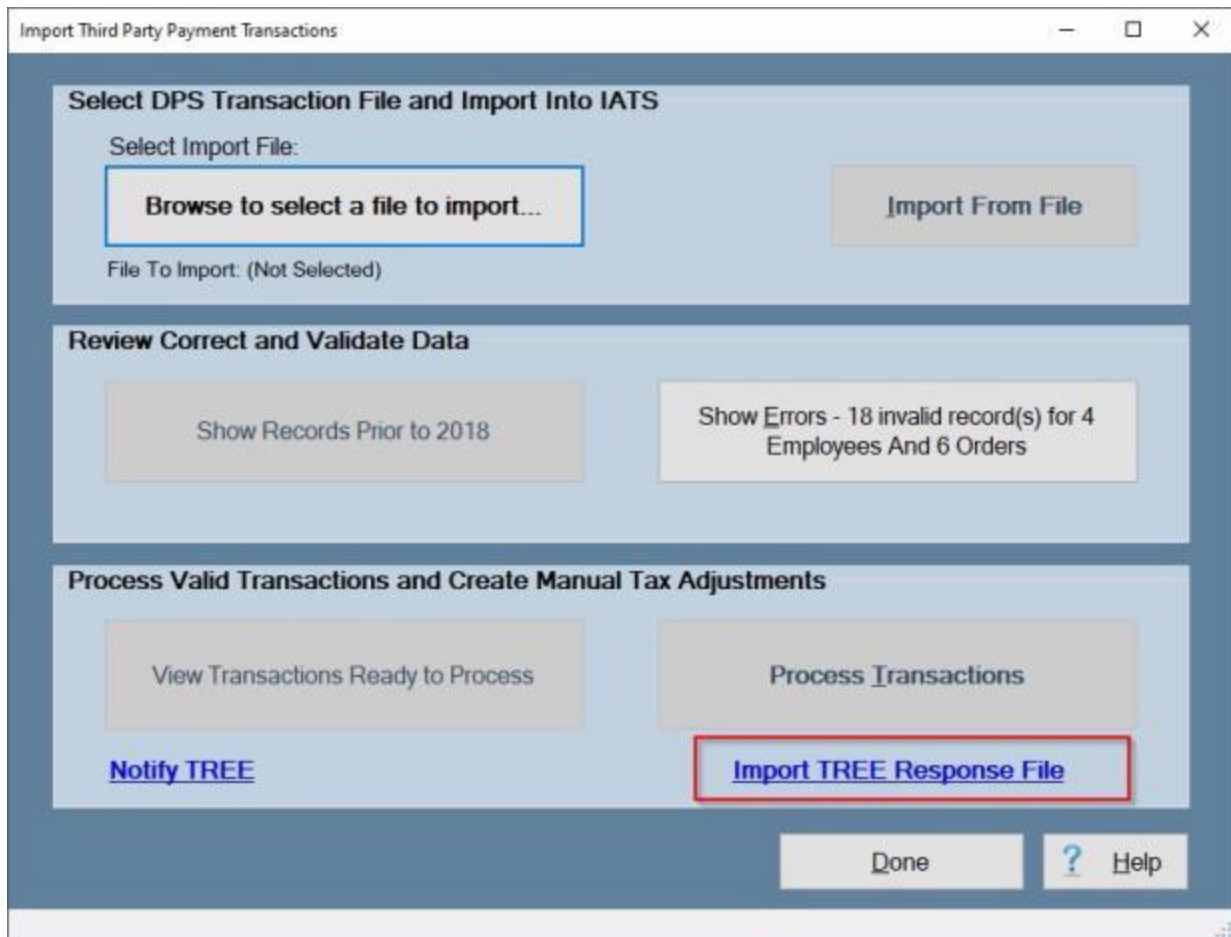 Import Third Party Payment Transactions
Select DPS Transaction File and Import Into IATS
Select Import File:
Browse to select a file to import...
Import From File
File To Import: (Not Selected)
Review Correct and Validate Data
Show Records Prior to 2018
Show Errors - 18 invalid record(s) for 4
Employees And 6 Orders
Process Valid Transactions and Create Manual Tax Adjustments
View Transactions Ready to Process
Process Transactions
Notify TREE
Import TREE Response File
Done
? Help